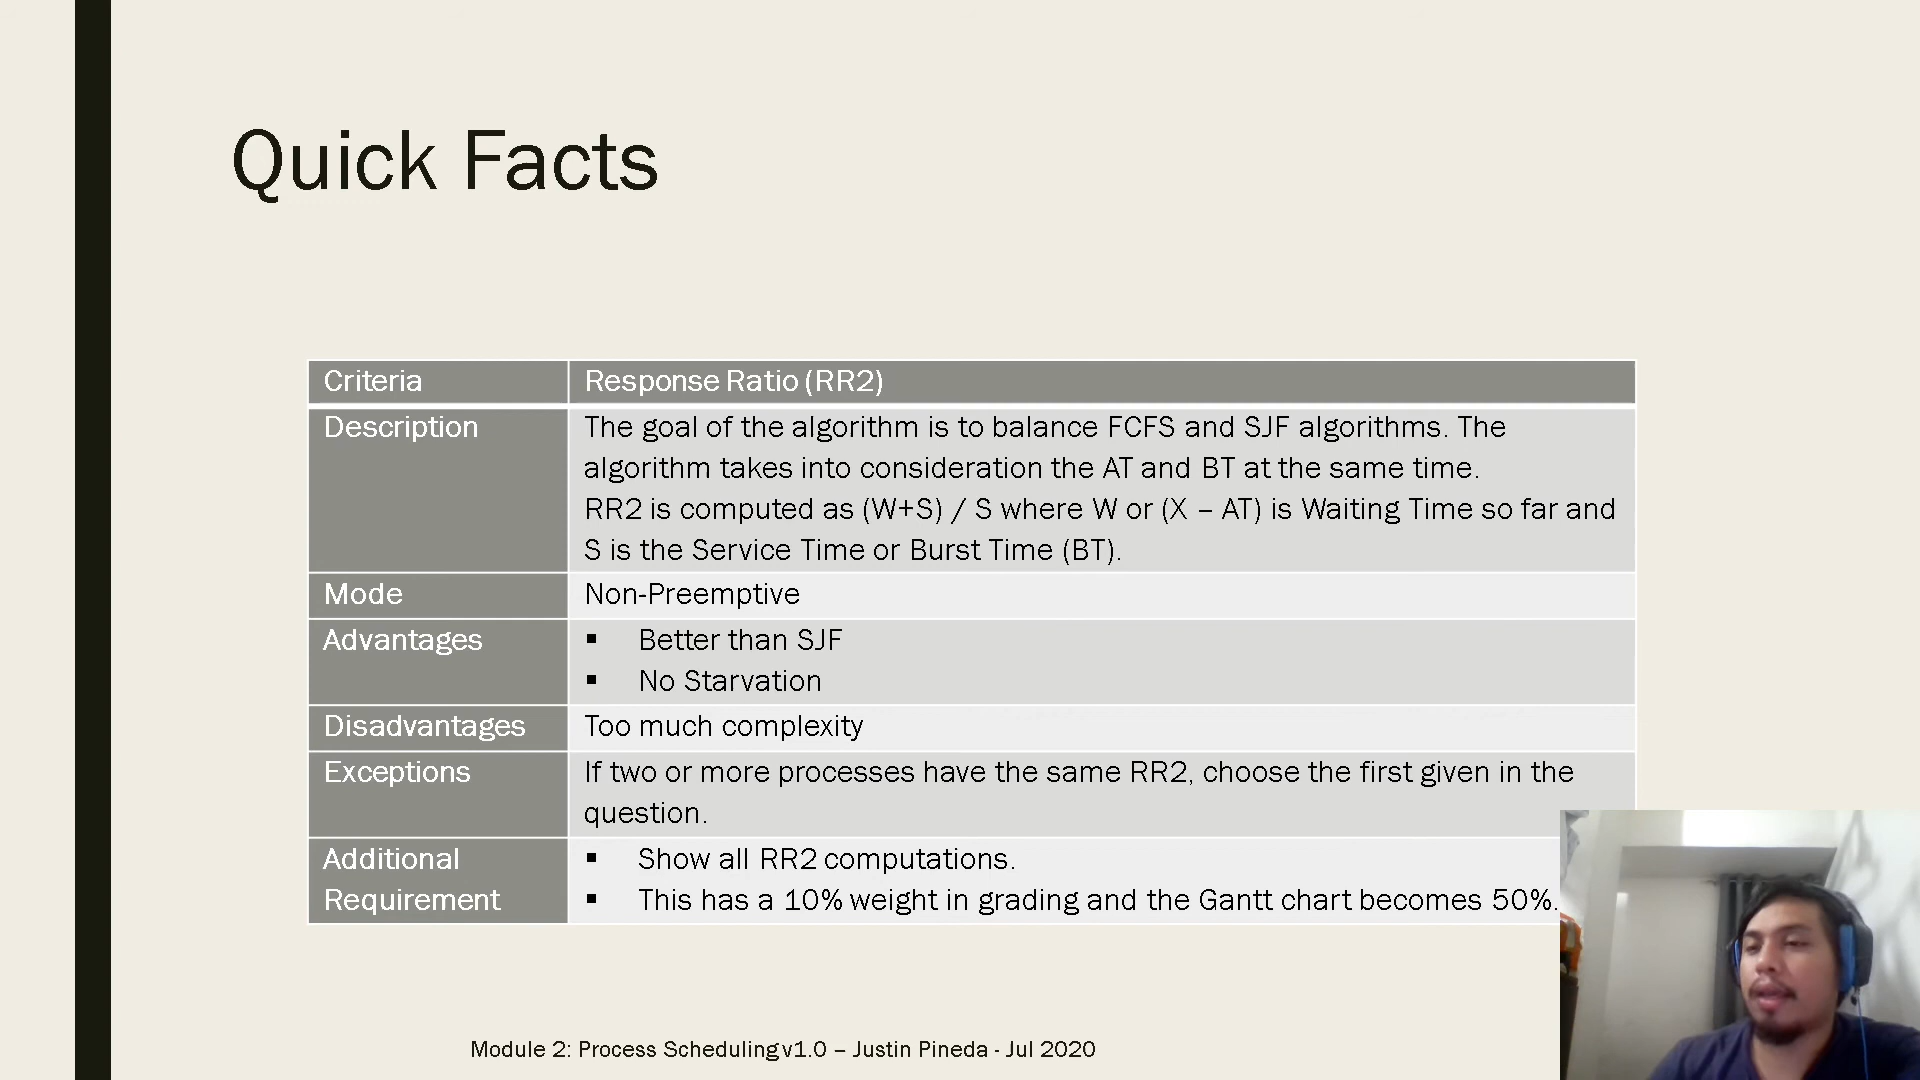 Quick Facts
Criteria
Response Ratio (RR2)
Description
The goal of the algorithm is to balance FCFS and SJF algorithms. The
algorithm takes into consideration the AT and BT at the same time.
RR2 is computed as (W+S) / S where W or (X – AT) is Waiting Time so far and
S is the Service Time or Burst Time (BT).
Mode
Non-Preemptive
Advantages
▪ Better than SJF
▪ No Starvation
Disadvantages
Too much complexity
Exceptions
If two or more processes have the same RR2, choose the first given in the
question.
Additional
Requirement
▪ Show all RR2 computations.
▪ This has a 10% weight in grading and the Gantt chart becomes 50%.
Module 2: Process Scheduling v1.0 – Justin Pineda - Jul 2020